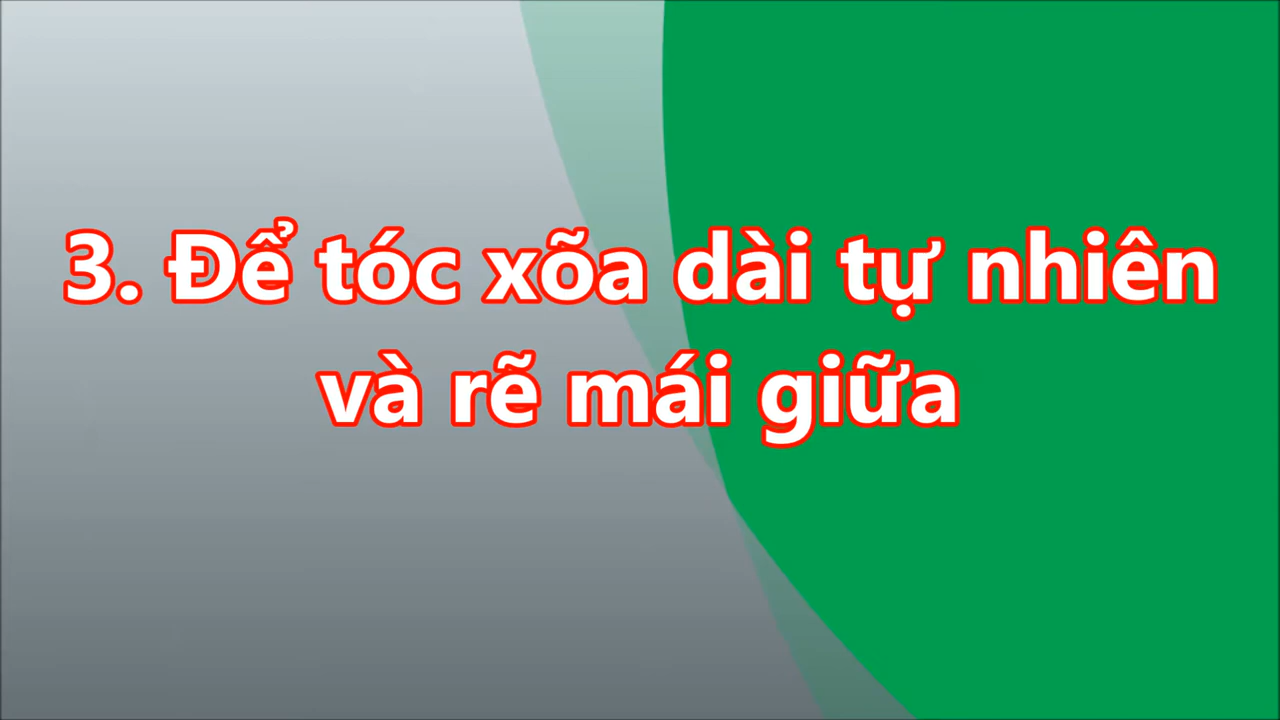 3. Để tóc xõa dài tự nhiên
và rẽ mái giữa